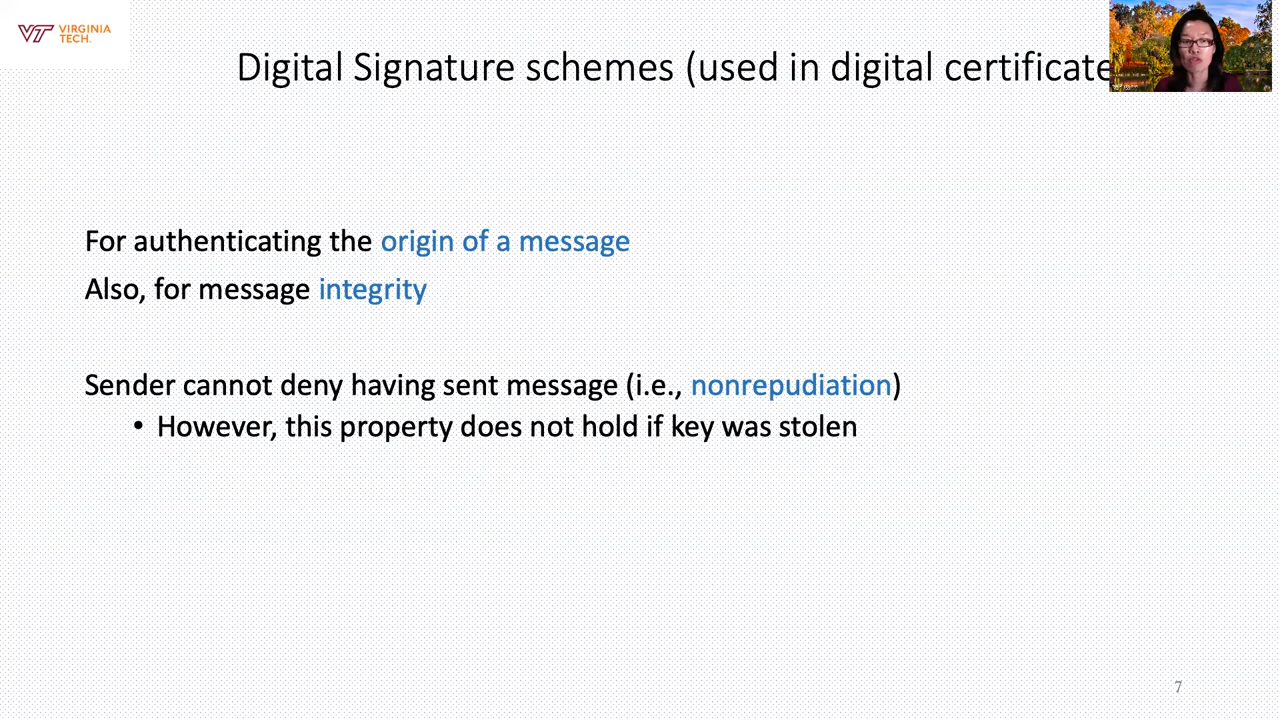 VIRGINIA
TECH.
Digital Signature schemes (used in digital certificate
For authenticating the origin of a message
Also, for message integrity
Sender cannot deny having sent message (i.e., nonrepudiation)
• However, this property does not hold if key was stolen
7